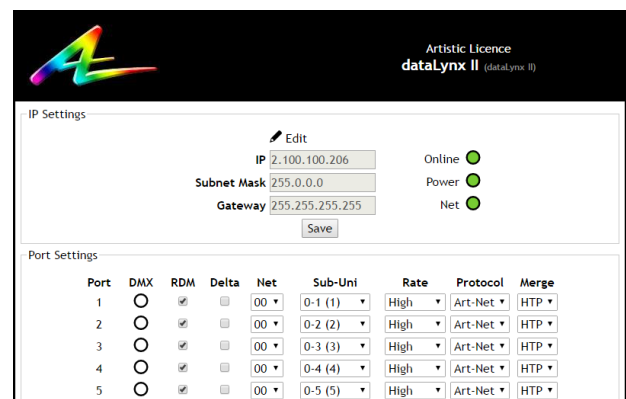 Artistic Licence
dataLynx II (dataLynx II)
IP Settings
Edit
IP 2.100.100.206 Online
Subnet Mask 255.0.0.0 Power
Gateway 255.255.255.255 Net
Save
Port Settings
Port DMX RDM Delta Net Sub-Uni Rate Protocol Merge
1 00 0-1 (1) High Art-Net HTP
2 00 0-2 (2) High Art-Net HTP
3 00 0-3 (3) High Art-Net HTP
4 00 0-4 (4) High Art-Net HTP
5 00 0-5 (5) High Art-Net HTP